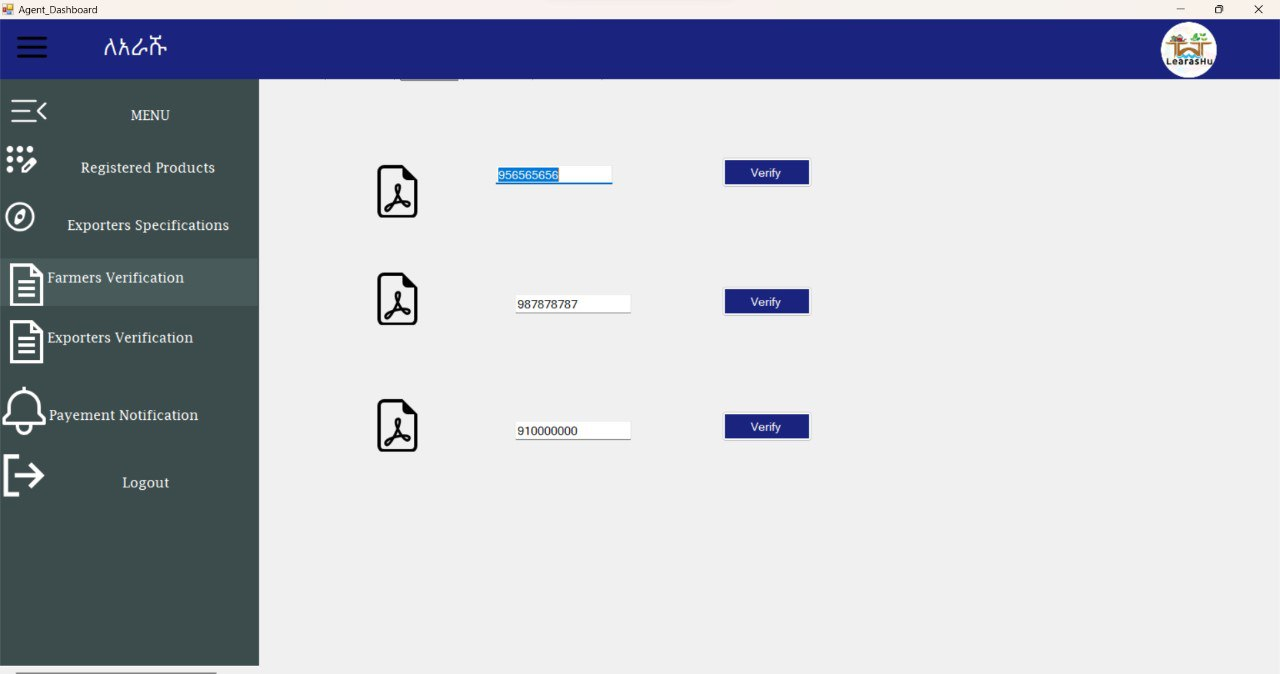 Agent_Dashboard
ለአራሹ
LearasHu
MENU
Registered Products
Exporters Specifications
Farmers Verification
Exporters Verification
Payement Notification
Logout
956565656
Verify
987878787
Verify
910000000
Verify